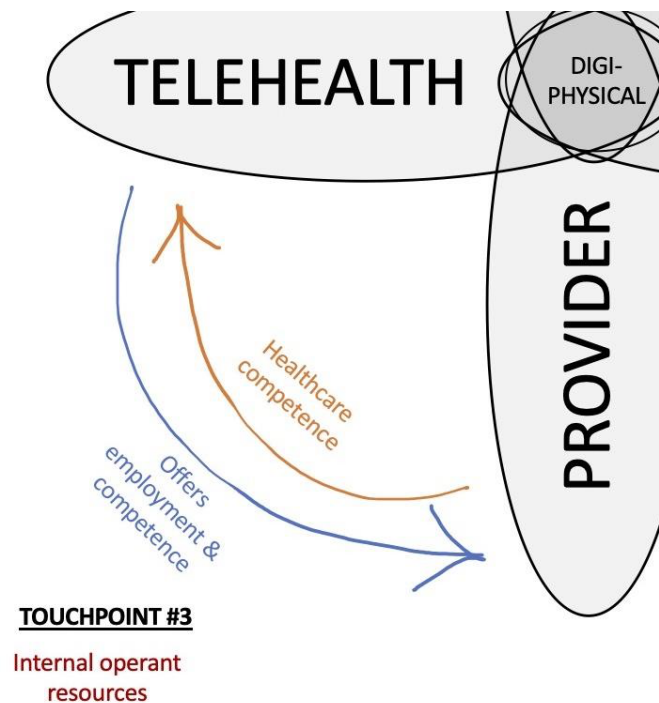 TELEHEALTH
DIGI-
PHYSICAL
PROVIDER
Healthcare
competence
Offers
employment &
competence
TOUCHPOINT #3
Internal operant
resources